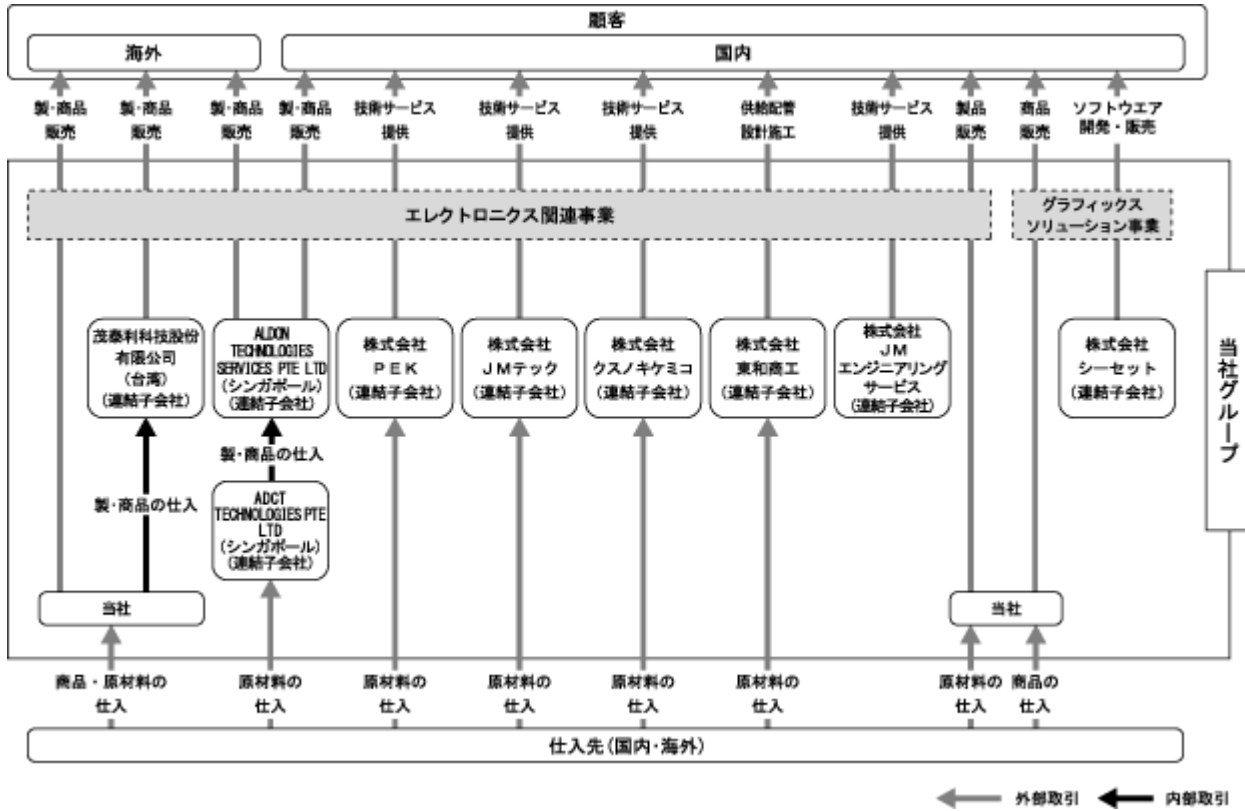 顧客
海外
国内
製・商品
販売
製・商品
販売
製・商品
販売
製・商品
販売
技術サービス
提供
技術サービス
提供
技術サービス
提供
供給配管
設計施工
技術サービス
提供
製品
販売
商品
販売
ソフトウエア
開発・販売
エレクトロニクス関連事業
グラフィックス
ソリューション事業
茂泰利科技股份
有限公司
(台湾)
(連結子会社)
ALDON
TECHNOLOGIES
SERVICES PTE LTD
(シンガポール)
(連結子会社)
株式会社
PEK
(連結子会社)
株式会社
JMテック
(連結子会社)
株式会社
クスノキケミコ
(連結子会社)
株式会社
東和商工
(連結子会社)
株式会社
JM
エンジニアリング
サービス
(連結子会社)
株式会社
シーセット
(連結子会社)
当社グループ
製・商品の仕入
製・商品の仕入
ADCT
TECHNOLOGIES PTE
LTD
(シンガポール)
(連結子会社)
当社
当社
商品・原材料の
仕入
原材料の
仕入
原材料の
仕入
原材料の
仕入
原材料の
仕入
原材料の
仕入
原材料の
仕入
商品の
仕入
仕入先(国内・海外)
外部取引
内部取引